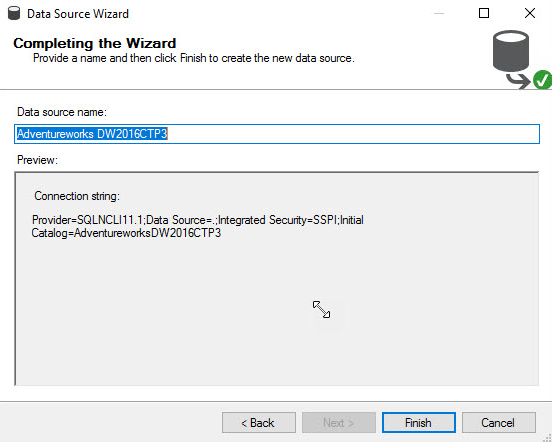 Data Source Wizard
Completing the Wizard
Provide a name and then click Finish to create the new data source.
Data source name:
Adventureworks DW2016CTP3
Preview:
Connection string:
Provider=SQLNCLI11.1;Data Source=.;Integrated Security=SSPI;Initial
Catalog=AdventureworksDW2016CTP3
< Back
Next >
Finish
Cancel